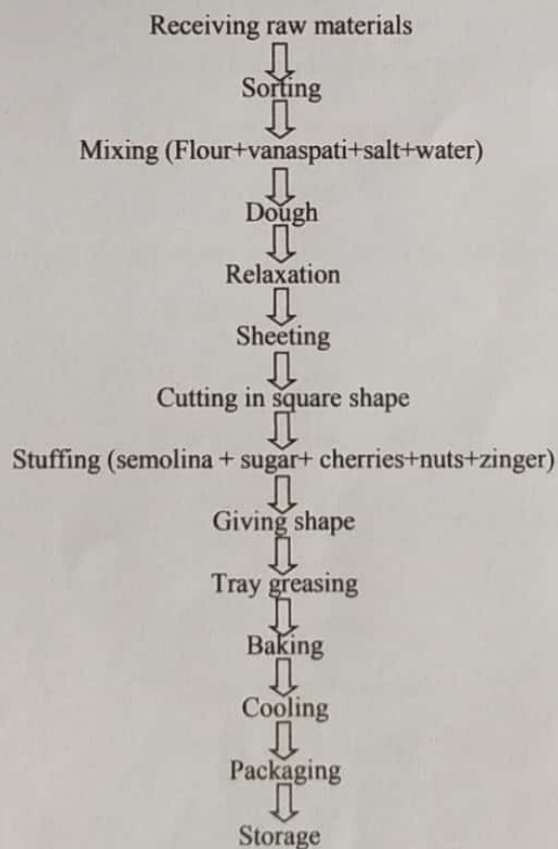 Receiving raw materials
Sorting
Mixing (Flour+vanaspati+salt+water)
Dough
Relaxation
Sheeting
Cutting in square shape
Stuffing (semolina + sugar+ cherries+nuts+zinger)
Giving shape
Tray greasing
Baking
Cooling
Packaging
Storage